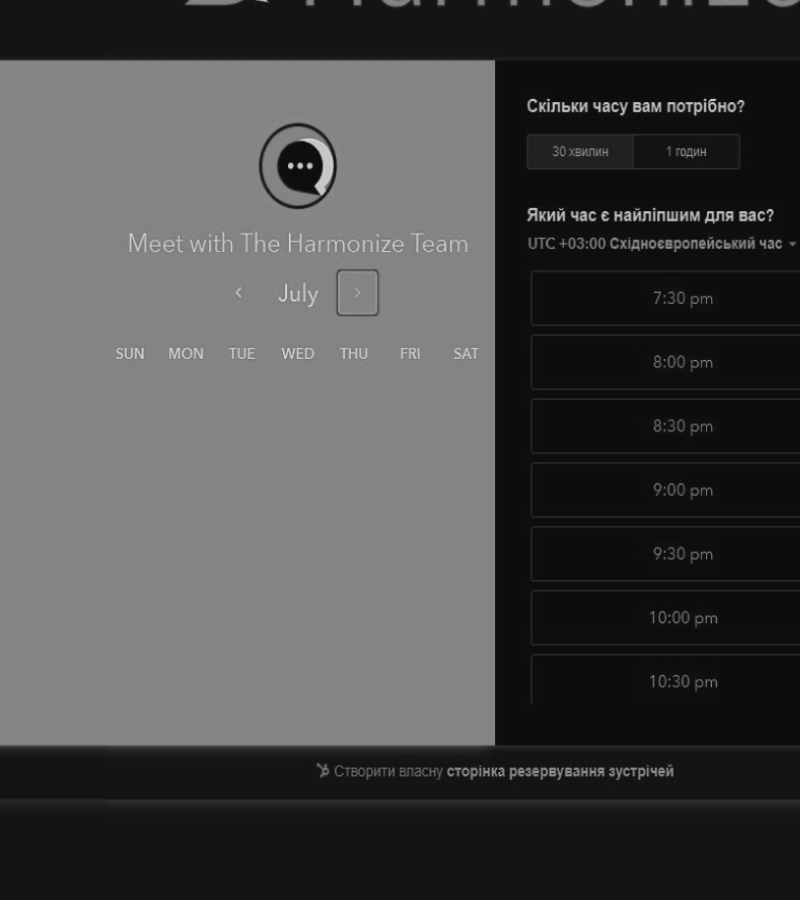 Meet with The Harmonize Team
July
SUN MON TUE WED THU FRI SAT
Скільки часу вам потрібно?
30 хвилин 1 годин
Який час є найліпшим для вас?
UTC +03:00 Східноєвропейський час
7:30 pm
8:00 pm
8:30 pm
9:00 pm
9:30 pm
10:00 pm
10:30 pm
Створити власну сторінка резервування зустрічей